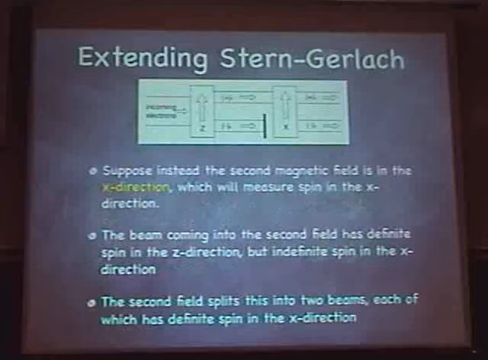 Extending Stern-Gerlach
incoming
electrons
z
x
Suppose instead the second magnetic field is in the
x-direction, which will measure spin in the x-
direction.
The beam coming into the second field has definite
spin in the z-direction, but indefinite spin in the x-
direction
The second field splits this into two beams, each of
which has definite spin in the x-direction